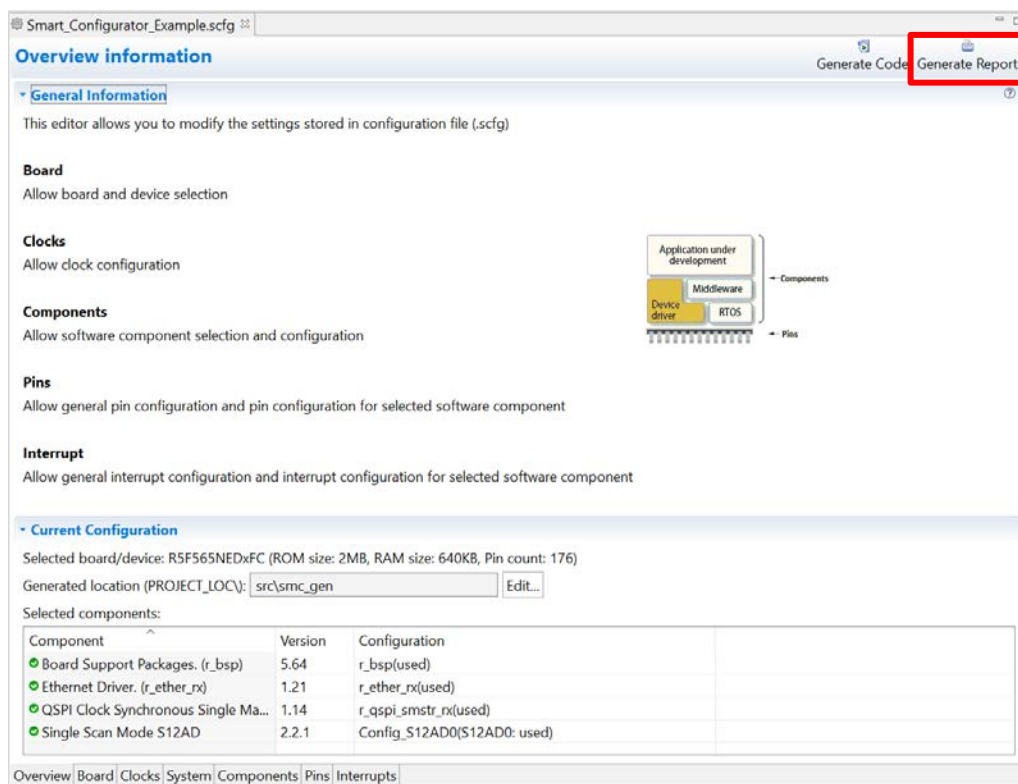 Smart_Configurator_Example.scfg
Overview information
Generate Code Generate Report
General Information
This editor allows you to modify the settings stored in configuration file (.scfg)
Board
Allow board and device selection
Clocks
Allow clock configuration
Components
Allow software component selection and configuration
Pins
Allow general pin configuration and pin configuration for selected software component
Interrupt
Allow general interrupt configuration and interrupt configuration for selected software component
Application under
development
Middleware
Device
driver
RTOS
Components
Pins
Current Configuration
Selected board/device: R5F565NEDxFC (ROM size: 2MB, RAM size: 640KB, Pin count: 176)
Generated location (PROJECT_LOC\): src\smc_gen Edit...
Selected components:
Component Version Configuration
Board Support Packages. (r_bsp) 5.64 r_bsp(used)
Ethernet Driver. (r_ether_rx) 1.21 r_ether_rx(used)
QSPI Clock Synchronous Single Ma... 1.14 r_qspi_smstr_rx(used)
Single Scan Mode S12AD 2.2.1 Config_S12AD0(S12AD0: used)
Overview Board Clocks System Components Pins Interrupts